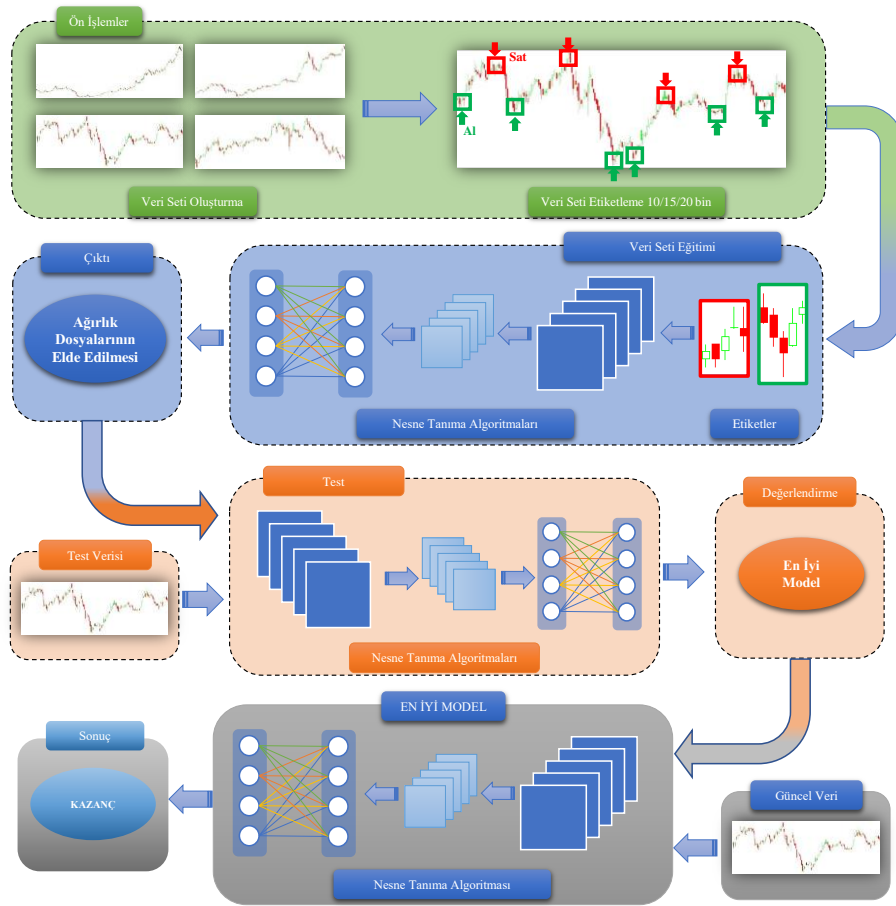 Ön İşlemler
Sat
Al
Veri Seti Oluşturma
Veri Seti Etiketleme 10/15/20 bin
Çıktı
Veri Seti Eğitimi
Ağırlık
Dosyalarının
Elde Edilmesi
Nesne Tanıma Algoritmaları
Etiketler
Test
Değerlendirme
Test Verisi
En İyi
Model
Nesne Tanıma Algoritmaları
EN İYİ MODEL
Sonuç
KAZANÇ
Güncel Veri
Nesne Tanıma Algoritması